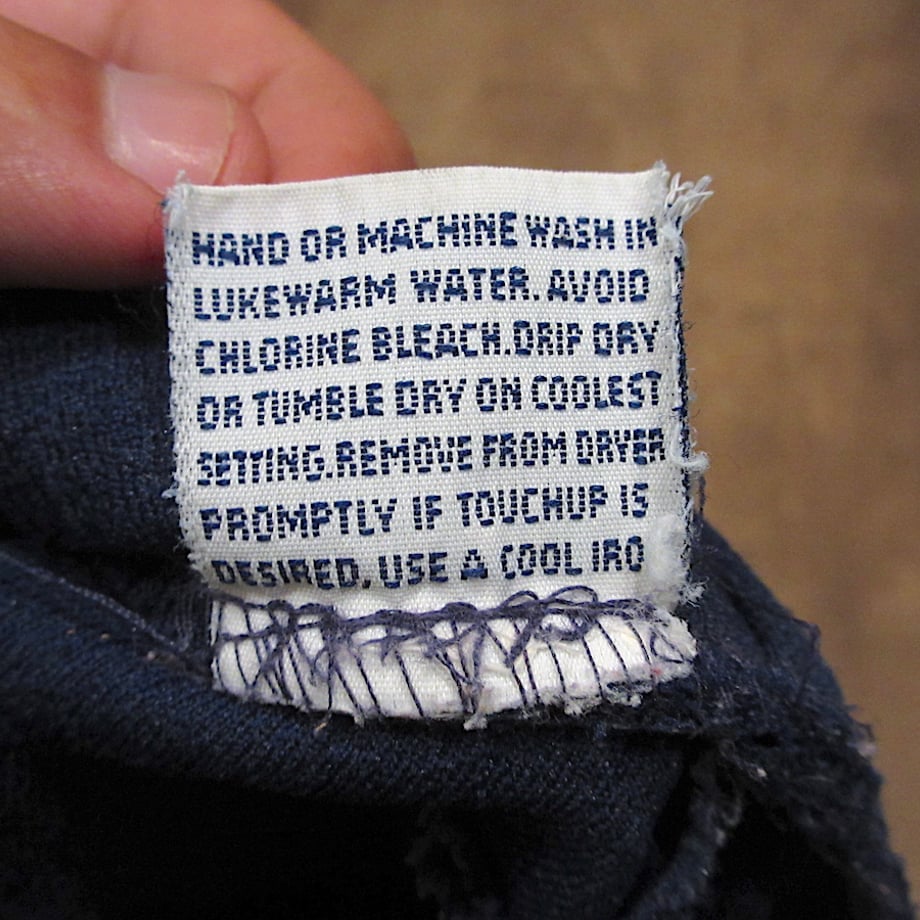 HAND OR MACHINE WASH IN
LUKEWARM WATER. AVOID
CHLORINE BLEACH.DRIP DRY
OR TUMBLE DRY ON COOLEST
SETTING.REMOVE FROM DRYER
PROMPTLY IF TOUCHUP IS
DESIRED, USE A COOL IRO